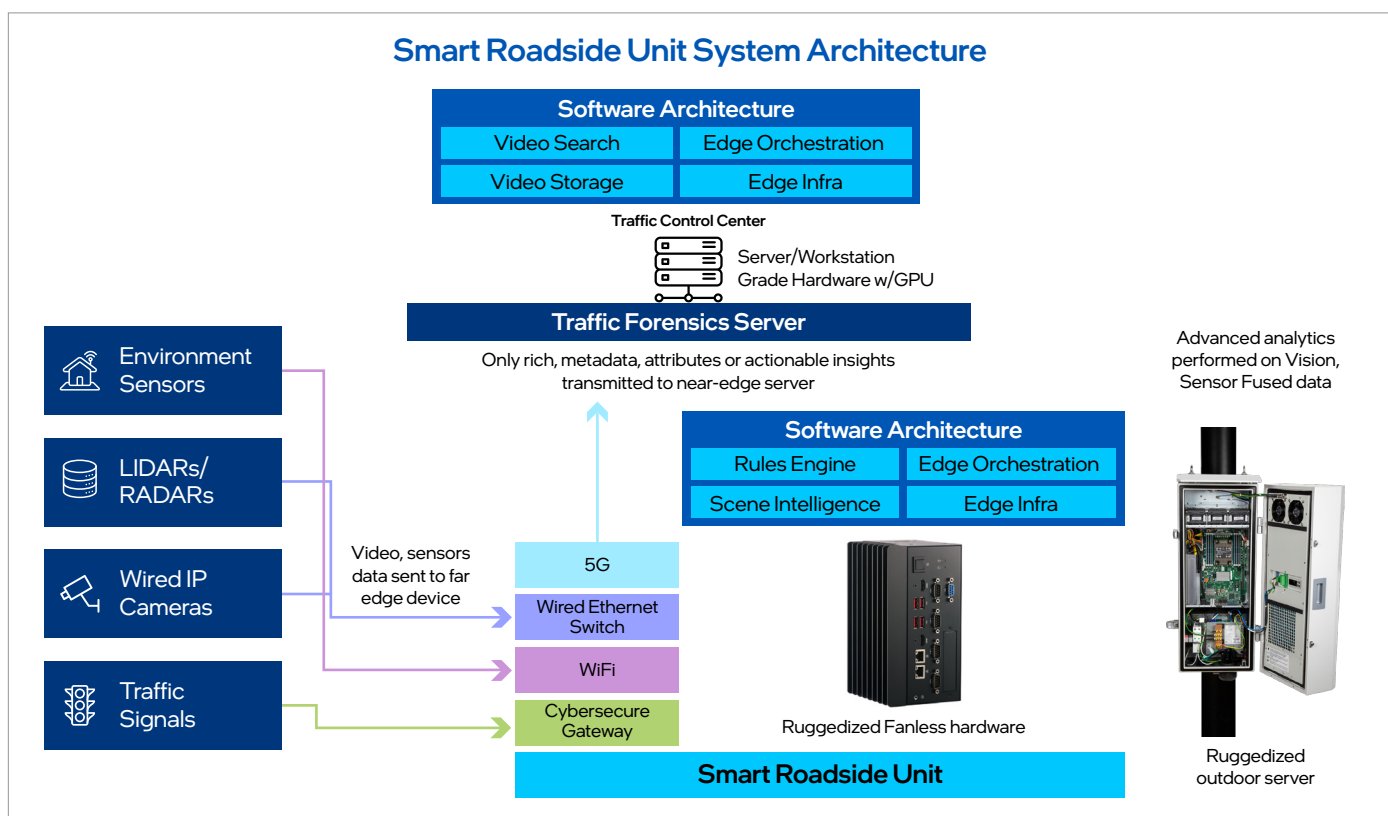 Smart Roadside Unit System Architecture
Software Architecture
Video Search
Edge Orchestration
Video Storage
Edge Infra
Traffic Control Center
Server/Workstation
Grade Hardware w/GPU
Traffic Forensics Server
Only rich, metadata, attributes or actionable insights
transmitted to near-edge server
Environment
Sensors
LIDARs/
RADARs
Wired IP
Cameras
Traffic
Signals
Video, sensors
data sent to far
edge device
5G
Wired Ethernet
Switch
WiFi
Cybersecure
Gateway
Software Architecture
Rules Engine
Edge Orchestration
Scene Intelligence
Edge Infra
Ruggedized Fanless hardware
Smart Roadside Unit
Advanced analytics
performed on Vision,
Sensor Fused data
Ruggedized
outdoor server